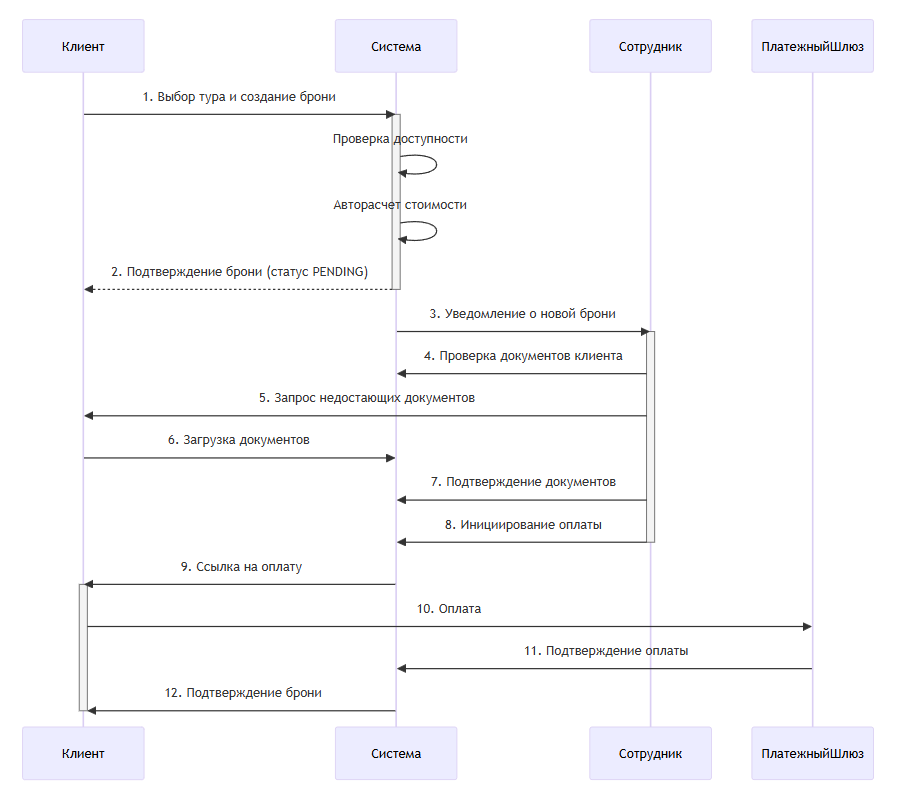 Клиент
Система
Сотрудник
ПлатежныйШлюз
1. Выбор тура и создание брони
Проверка доступности
Авторасчет стоимости
2. Подтверждение брони (статус PENDING)
3. Уведомление о новой брони
4. Проверка документов клиента
5. Запрос недостающих документов
6. Загрузка документов
7. Подтверждение документов
8. Инициирование оплаты
9. Ссылка на оплату
10. Оплата
11. Подтверждение оплаты
12. Подтверждение брони
Клиент
Система
Сотрудник
ПлатежныйШлюз